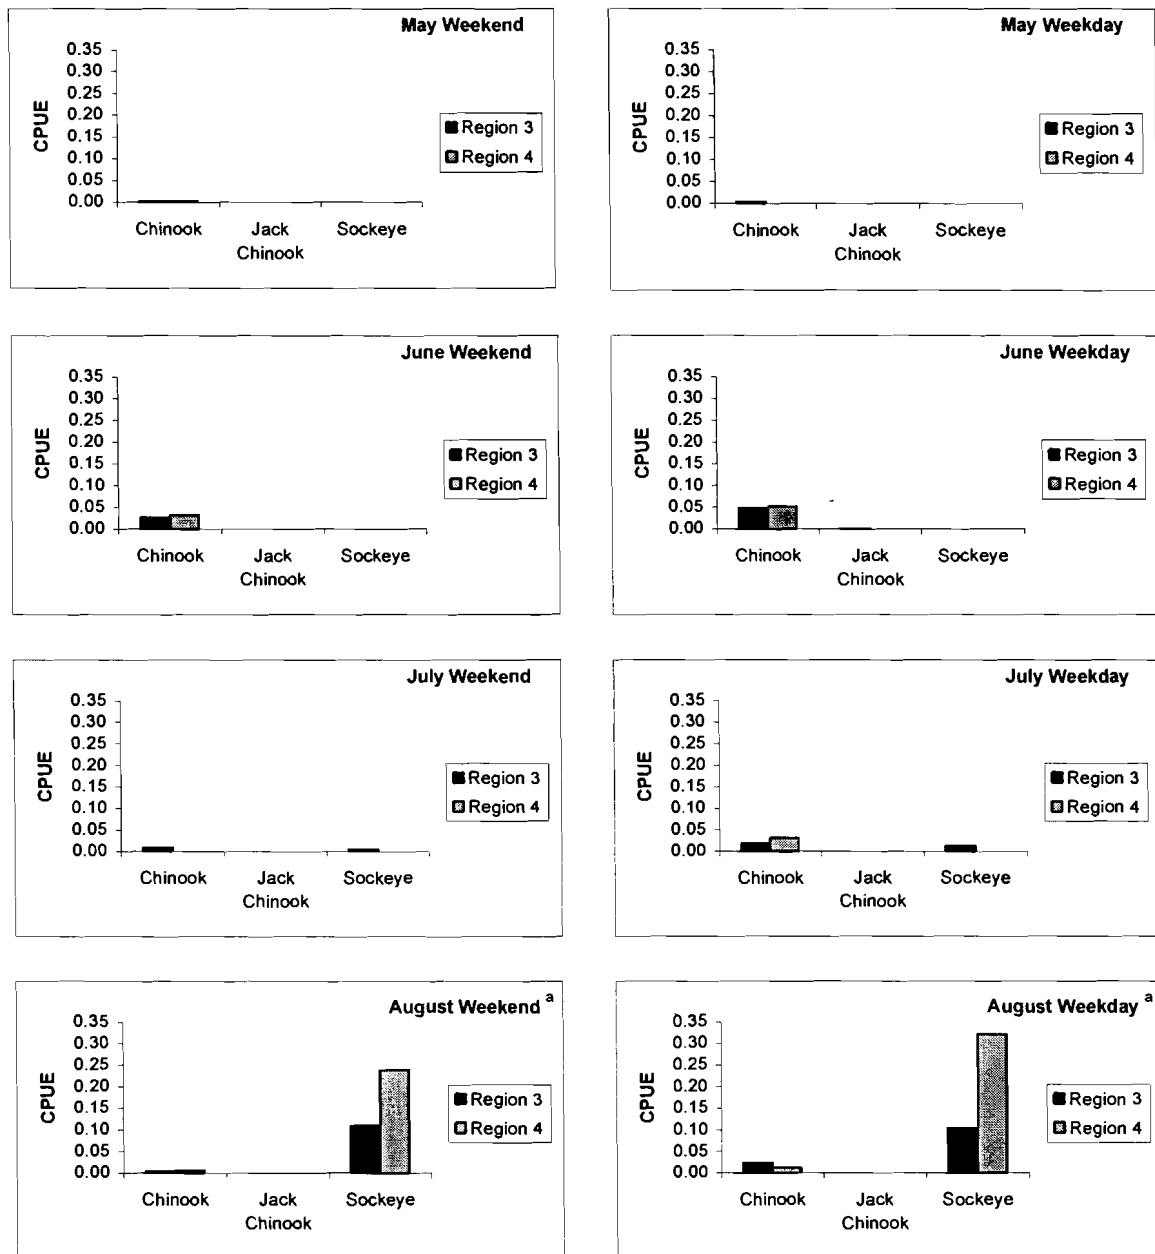 May Weekend
0.35
0.30
0.25
0.20
0.15
0.10
0.05
0.00
CPUE
Chinook
Jack
Chinook
Sockeye
Region 3
Region 4
May Weekday
0.35
0.30
0.25
0.20
0.15
0.10
0.05
0.00
CPUE
Chinook
Jack
Chinook
Sockeye
Region 3
Region 4
June Weekend
0.35
0.30
0.25
0.20
0.15
0.10
0.05
0.00
CPUE
Chinook
Jack
Chinook
Sockeye
Region 3
Region 4
June Weekday
0.35
0.30
0.25
0.20
0.15
0.10
0.05
0.00
CPUE
Chinook
Jack
Chinook
Sockeye
Region 3
Region 4
July Weekend
0.35
0.30
0.25
0.20
0.15
0.10
0.05
0.00
CPUE
Chinook
Jack
Chinook
Sockeye
Region 3
Region 4
July Weekday
0.35
0.30
0.25
0.20
0.15
0.10
0.05
0.00
CPUE
Chinook
Jack
Chinook
Sockeye
Region 3
Region 4
August Weekend a
0.35
0.30
0.25
0.20
0.15
0.10
0.05
0.00
CPUE
Chinook
Jack
Chinook
Sockeye
Region 3
Region 4
August Weekday a
0.35
0.30
0.25
0.20
0.15
0.10
0.05
0.00
CPUE
Chinook
Jack
Chinook
Sockeye
Region 3
Region 4